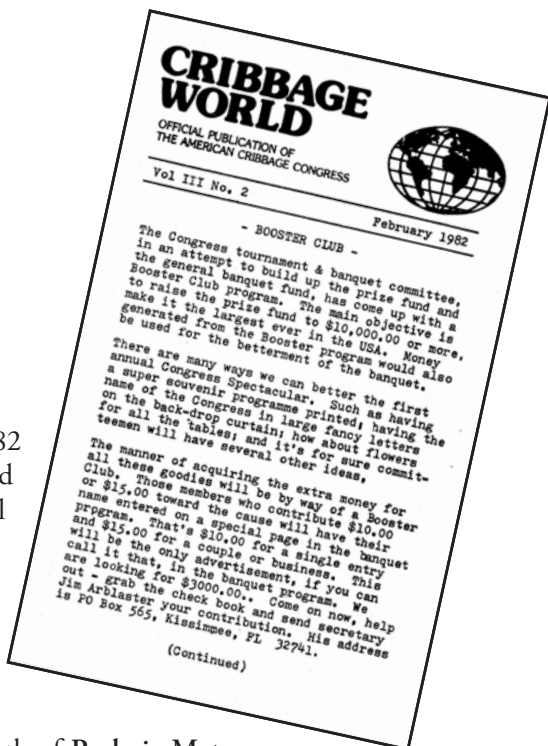 CRIBBAGE
WORLD
OFFICIAL PUBLICATION OF
THE AMERICAN CRIBBAGE CONGRESS
Vol III No. 2
February 1982
- BOOSTER CLUB -
The Congress tournament & banquet committee,
in an attempt to build up the prize fund and
the general banquet fund, has come up with a
Booster Club program. The main objective is
to raise the prize fund to $10,000.00 or more,
make it the largest ever in the USA. Money
generated from the Booster program would also
be used for the betterment of the banquet.
There are many ways we can better the first
annual Congress Spectacular. Such as having
a super souvenir programme printed; having the
name of the Congress in large fancy letters
on the back-drop curtain; how about flowers
for all the tables; and it's for sure commit-
teemen will have several other ideas.
The manner of acquiring the extra money for
all these goodies will be by way of a Booster
Club. Those members who contribute $10.00
or $15.00 toward the cause will have their
name entered on a special page in the banquet
program. That's $10.00 for a single entry
and $15.00 for a couple or business. This
will be the only advertisement, if you can
call it that, in the banquet program. We
are looking for $3000.00.. Come on now, help
out - grab the check book and send secretary
Jim Arblaster your contribution. His address
is PO Box 565, Kissimmee, FL 32741.
(Continued)
82
d
l
of